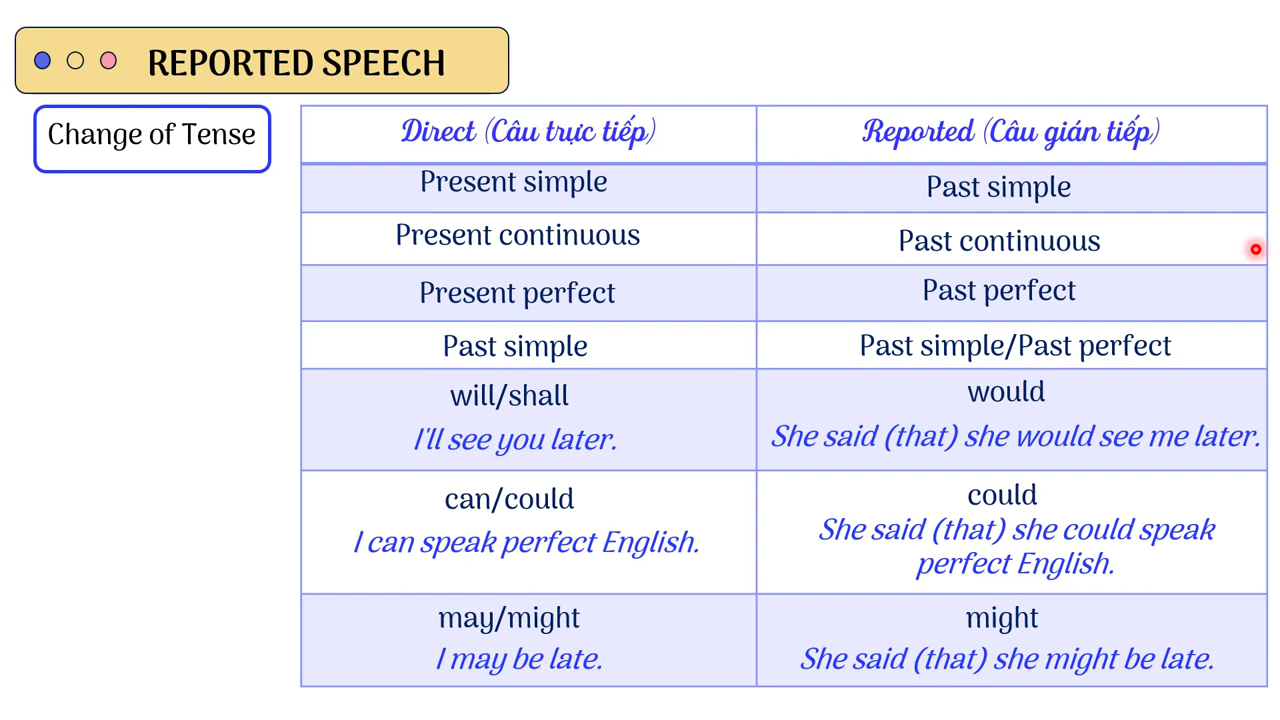 REPORTED SPEECH
Change of Tense
Direct (Câu trực tiếp)
Reported (Câu gián tiếp)
Present simple
Past simple
Present continuous
Past continuous
Present perfect
Past perfect
Past simple
Past simple/Past perfect
will/shall
I'll see you later.
would
She said (that) she would see me later.
can/could
I can speak perfect English.
could
She said (that) she could speak
perfect English.
may/might
I may be late.
might
She said (that) she might be late.